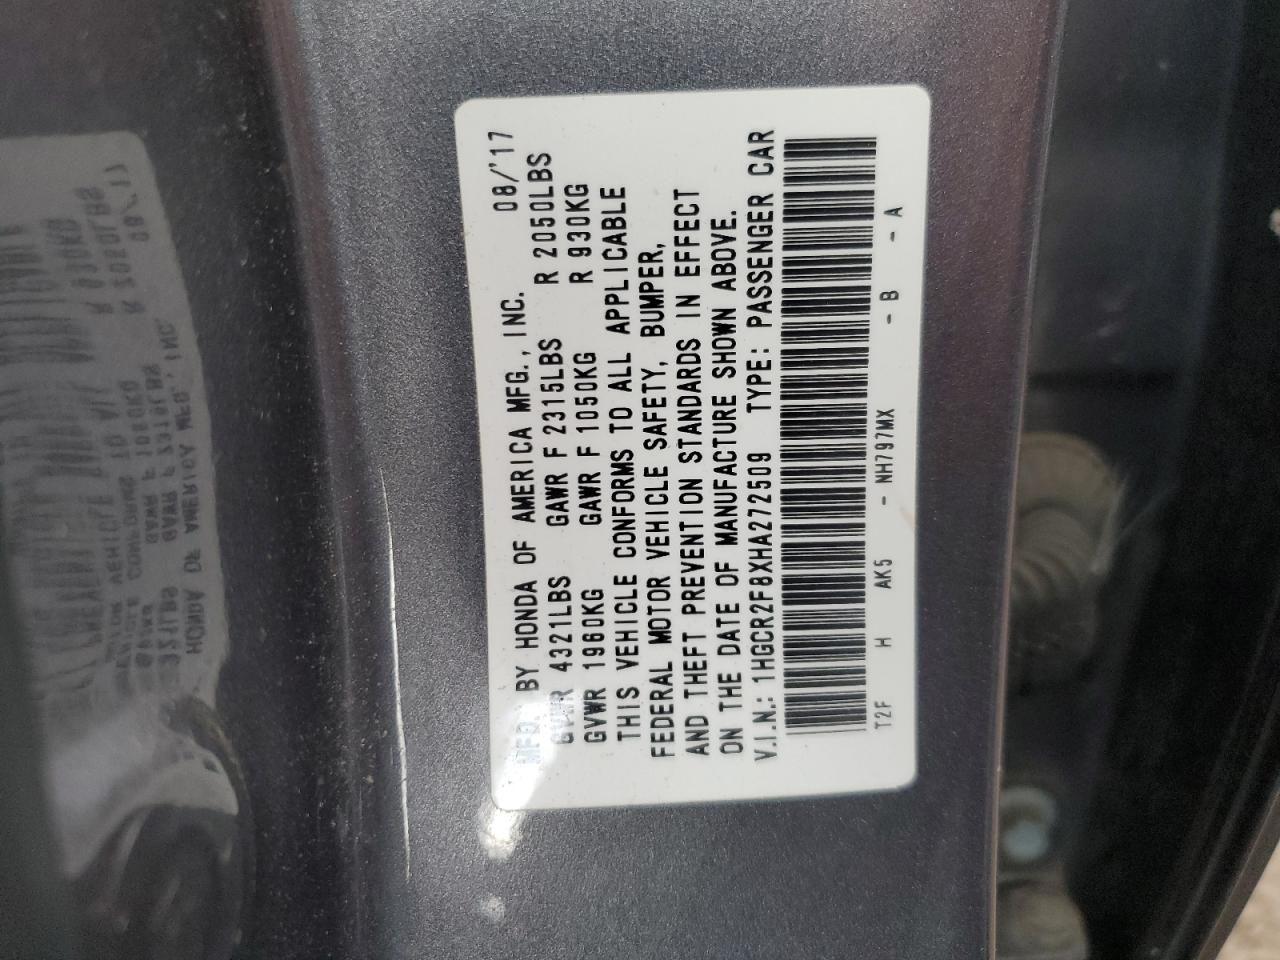 MFD. BY HONDA OF AMERICA MFG., INC. 08/'17
GVWR 4321LBS GAWR F 2315LBS R 2050LBS
GVWR 1960KG GAWR F 1050KG R 930KG
THIS VEHICLE CONFORMS TO ALL APPLICABLE
FEDERAL MOTOR VEHICLE SAFETY, BUMPER,
AND THEFT PREVENTION STANDARDS IN EFFECT
ON THE DATE OF MANUFACTURE SHOWN ABOVE.
V.I.N.: 1HGCR2F8XHA272509 TYPE: PASSENGER CAR
T2F H AK5 - NH797MX - B - A